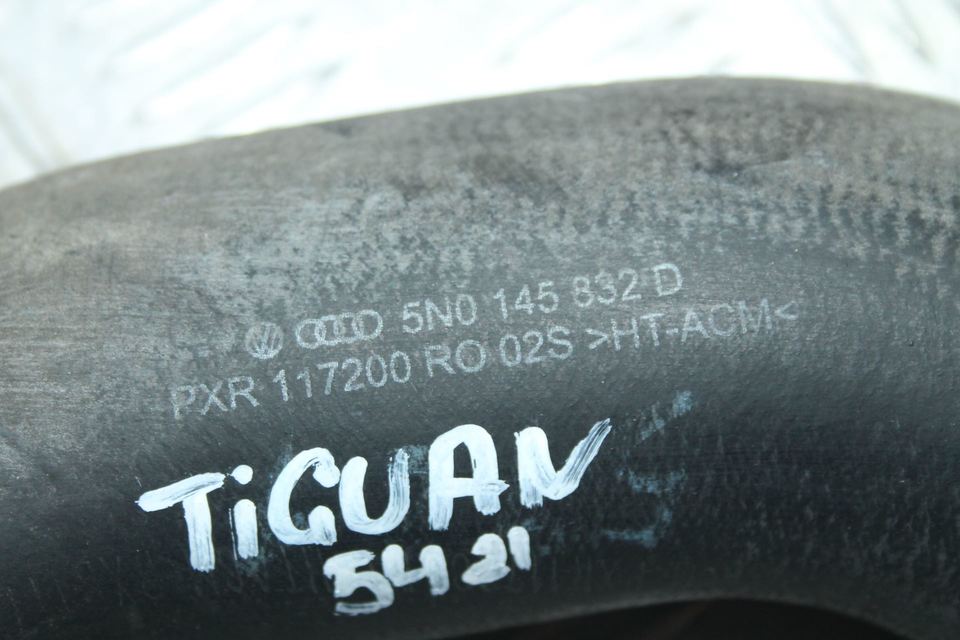 5N0 145 832 D
PXR 117200 RO 02S >HT-ACM<
TiGUAN
5421